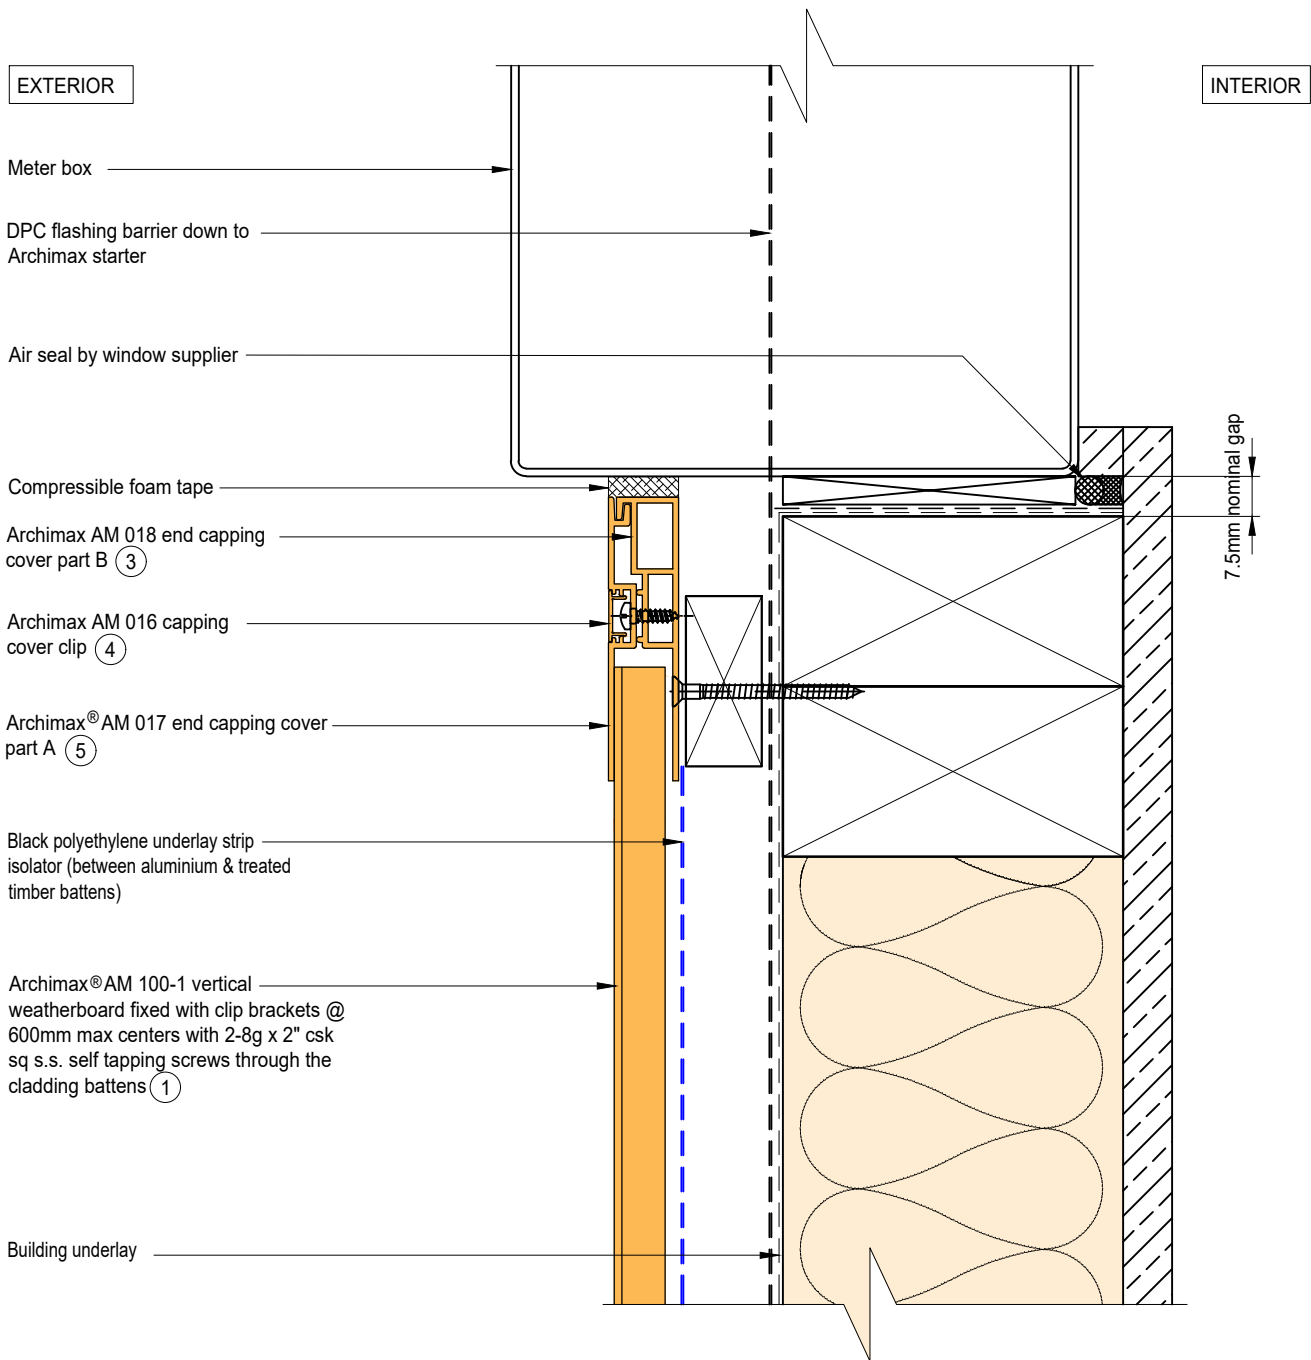 EXTERIOR
INTERIOR
Meter box
DPC flashing barrier down to
Archimax starter
Air seal by window supplier
7.5mm nominal gap
Compressible foam tape
Archimax AM 018 end capping
cover part B 3
Archimax AM 016 capping
cover clip 4
Archimax® AM 017 end capping cover
part A 5
Black polyethylene underlay strip
isolator (between aluminium & treated
timber battens)
Archimax® AM 100-1 vertical
weatherboard fixed with clip brackets @
600mm max centers with 2-8g x 2" csk
sq s.s. self tapping screws through the
cladding battens 1
Building underlay